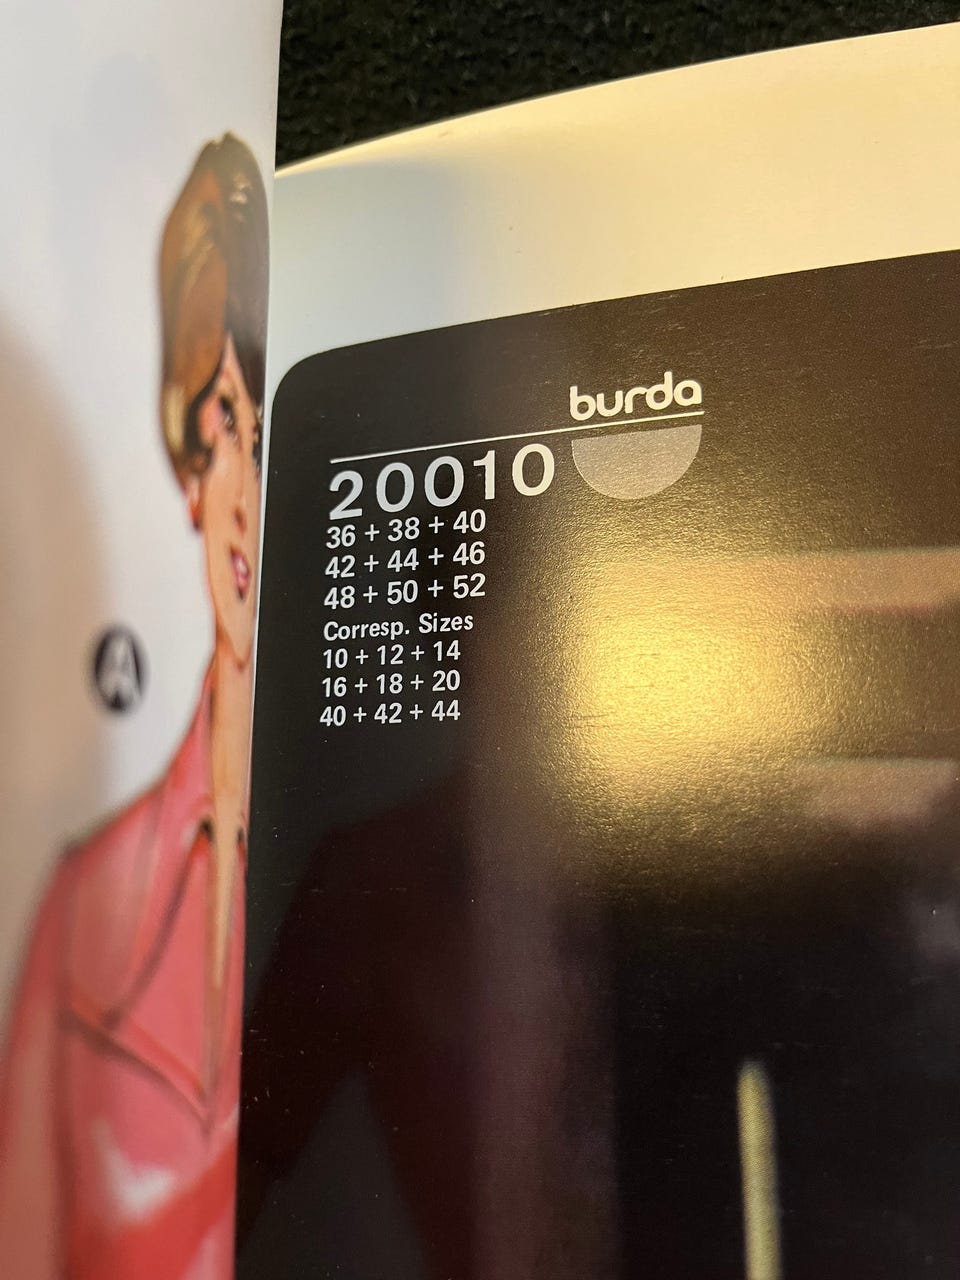 A
burda
20010
36 + 38 + 40
42 + 44 + 46
48 + 50 + 52
Corresp. Sizes
10 + 12 + 14
16 + 18 + 20
40 + 42 + 44